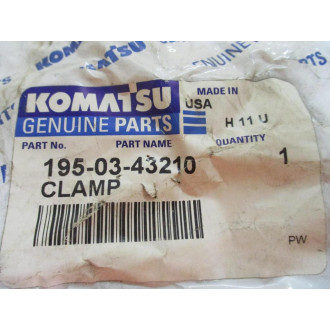 KOMATSU
GENUINE PARTS
MADE IN
USA
H 11 U
PART No.
PART NAME
QUANTITY
195-03-43210
1
CLAMP
PW